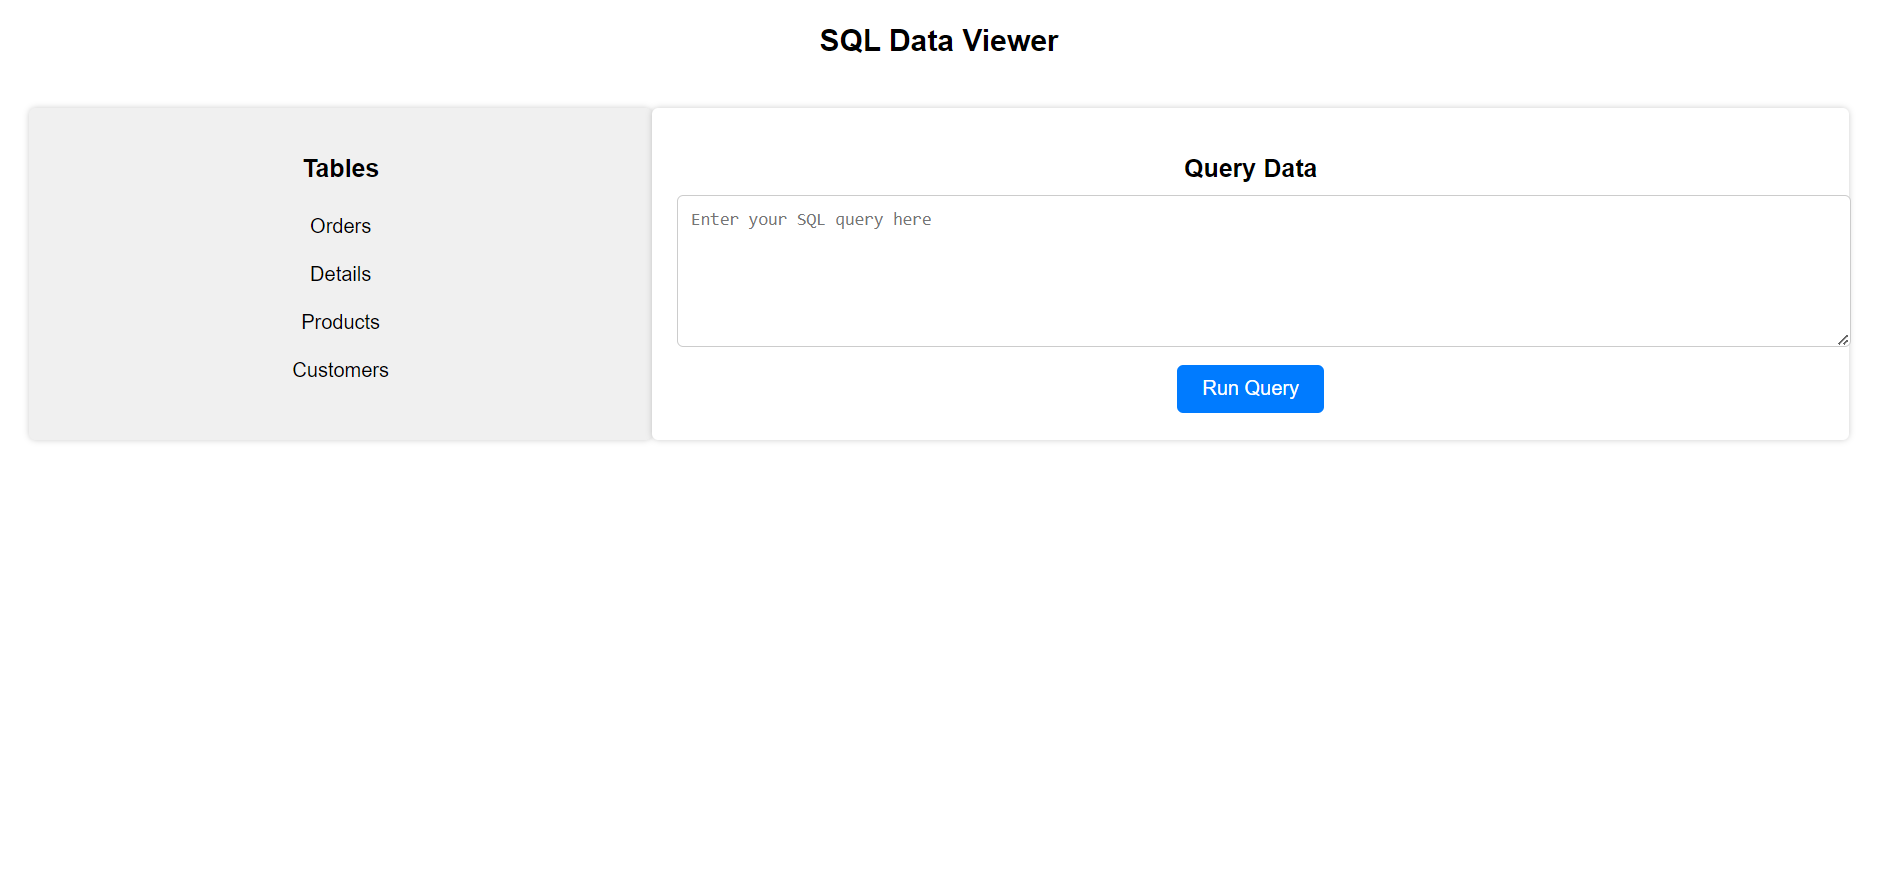 SQL Data Viewer
Tables
Orders
Details
Products
Customers
Query Data
Enter your SQL query here
Run Query